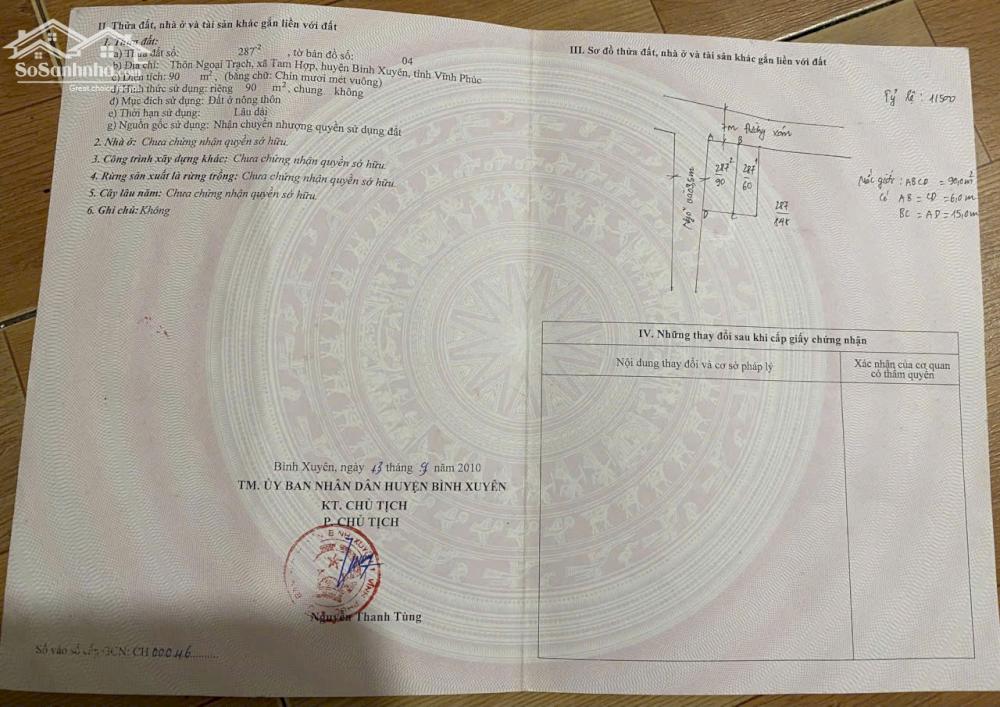 SoSanhnha.com
II. Thửa đất, nhà ở và tài sản khác gắn liền với đất
1. Thửa đất:
a) Thửa đất số: 287² , tờ bản đồ số: 04
b) Địa chỉ: Thôn Ngoại Trạch, xã Tam Hợp, huyện Bình Xuyên, tỉnh Vĩnh Phúc
c) Diện tích: 90 m², (bằng chữ: Chín mươi mét vuông)
d) Hình thức sử dụng: riêng 90 m², chung không
đ) Mục đích sử dụng: Đất ở nông thôn
e) Thời hạn sử dụng: Lâu dài
g) Nguồn gốc sử dụng: Nhận chuyển nhượng quyền sử dụng đất
2. Nhà ở: Chưa chứng nhận quyền sở hữu.
3. Công trình xây dựng khác: Chưa chứng nhận quyền sở hữu.
4. Rừng sản xuất là rừng trồng: Chưa chứng nhận quyền sở hữu.
5. Cây lâu năm: Chưa chứng nhận quyền sở hữu.
6. Ghi chú: Không
Bình Xuyên, ngày 13 tháng 9 năm 2010
TM. ỦY BAN NHÂN DÂN HUYỆN BÌNH XUYÊN
KT. CHỦ TỊCH
P. CHỦ TỊCH
Nguyễn Thanh Tùng
Số vào sổ cấp GCN: CH 00046
III. Sơ đồ thửa đất, nhà ở và tài sản khác gắn liền với đất
Tỷ lệ: 1/500
7m đường xóm
A B
287²
90
287¹
60
D C
287
848
: ABCD = 90,0m²
Có AB = CD = 6,0m
BC = AD = 15,0m
IV. Những thay đổi sau khi cấp giấy chứng nhận
Nội dung thay đổi và cơ sở pháp lý
Xác nhận của cơ quan
có thẩm quyền